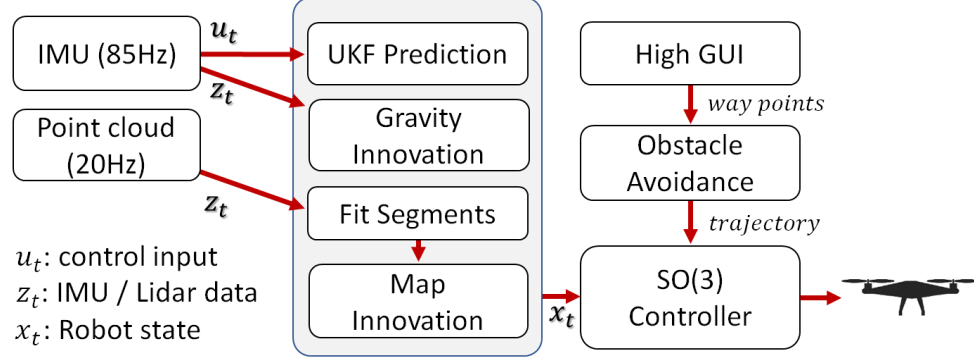 IMU (85Hz)
u_t
z_t
Point cloud
(20Hz)
z_t
u_t: control input
z_t: IMU / Lidar data
x_t: Robot state
UKF Prediction
Gravity
Innovation
Fit Segments
Map
Innovation
x_t
High GUI
way points
Obstacle
Avoidance
trajectory
SO(3)
Controller